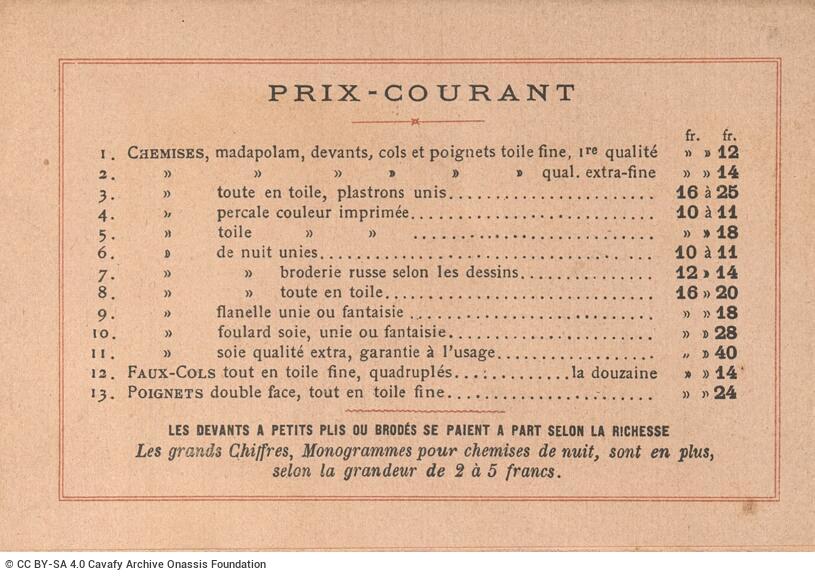 PRIX-COURANT
fr. fr.
1. CHEMISES, madapolam, devants, cols et poignets toile fine, 1re qualité » » 12
2. » » » » » » qual. extra-fine » » 14
3. » toute en toile, plastrons unis....................... 16 à 25
4. » percale couleur imprimée........................... 10 à 11
5. » toile » » ........................... » » 18
6. » de nuit unies..................................... 10 à 11
7. » » broderie russe selon les dessins.............. 12 » 14
8. » » toute en toile............................. 16 » 20
9. » flanelle unie ou fantaisie ........................... » » 18
10. » foulard soie, unie ou fantaisie....................... » » 28
11. » soie qualité extra, garantie à l'usage................. » » 40
12. FAUX-COLS tout en toile fine, quadruplés............la douzaine » » 14
13. POIGNETS double face, tout en toile fine....................... » » 24
LES DEVANTS A PETITS PLIS OU BRODÉS SE PAIENT A PART SELON LA RICHESSE
Les grands Chiffres, Monogrammes pour chemises de nuit, sont en plus,
selon la grandeur de 2 à 5 francs.
© CC BY-SA 4.0 Cavafy Archive Onassis Foundation